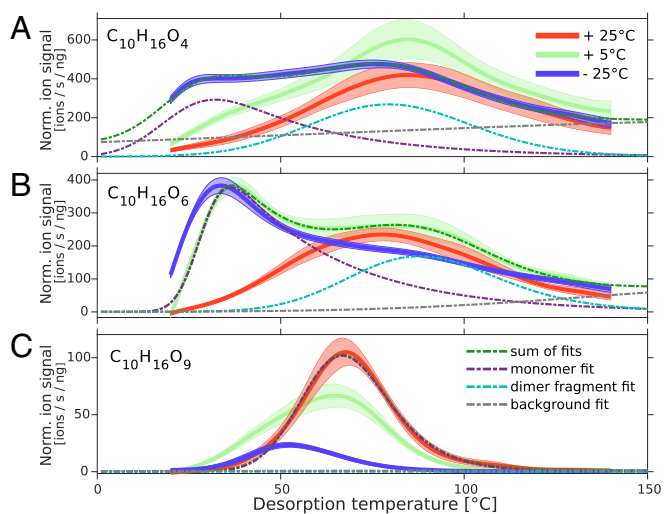 A
C10H16O4
Norm. ion signal
[ions / s / ng]
600
400
200
0
+ 25°C
+ 5°C
- 25°C
B
C10H16O6
Norm. ion signal
[ions / s / ng]
400
300
200
100
0
C
C10H16O9
Norm. ion signal
[ions / s / ng]
100
50
0
sum of fits
monomer fit
dimer fragment fit
background fit
0
50
100
150
Desorption temperature [°C]